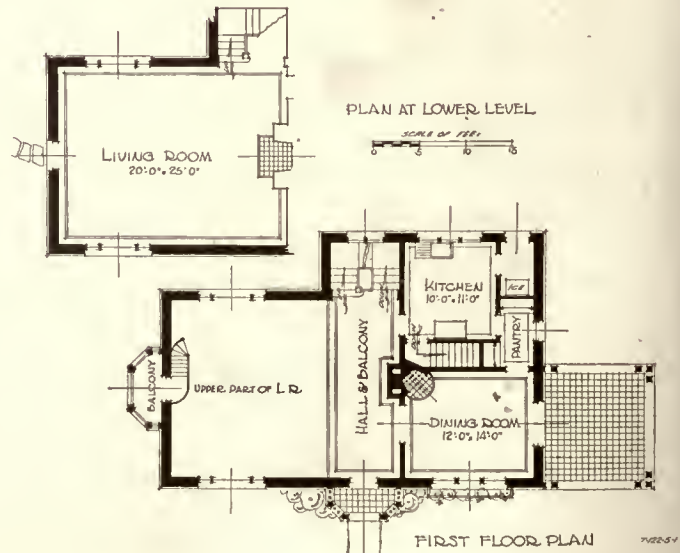 PLAN AT LOWER LEVEL
SCALE OF FEET
0 5 10 15
LIVING ROOM
20'-0" x 25'-0"
KITCHEN
10'-0" x 11'-0"
ICE
PANTRY
BALCONY
UPPER PART OF L R
HALL & BALCONY
DINING ROOM
12'-0" x 14'-0"
FIRST FLOOR PLAN